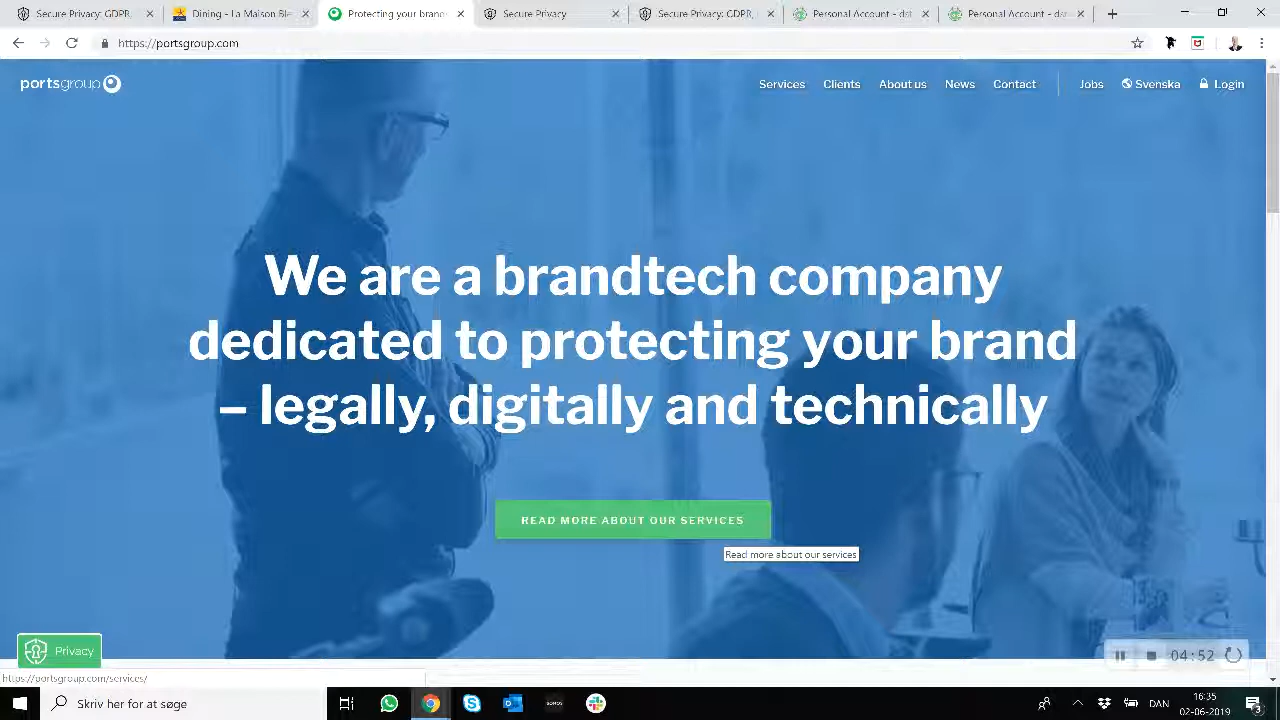 Secure Privacy: GDPR,
Dining – La Maison Bl
Protecting your brand
Secure Privacy
Secure Privacy: GDPR,
Personal Account - dat
Personal Account
https://portsgroup.com
portsgroup
Services
Clients
About us
News
Contact
Jobs
Svenska
Login
We are a brandtech company
dedicated to protecting your brand
– legally, digitally and technically
READ MORE ABOUT OUR SERVICES
Read more about our services
Privacy
04:52
https://portsgroup.com/services/
Skriv her for at søge
SONOS
DAN
16:35
02-06-2019
3